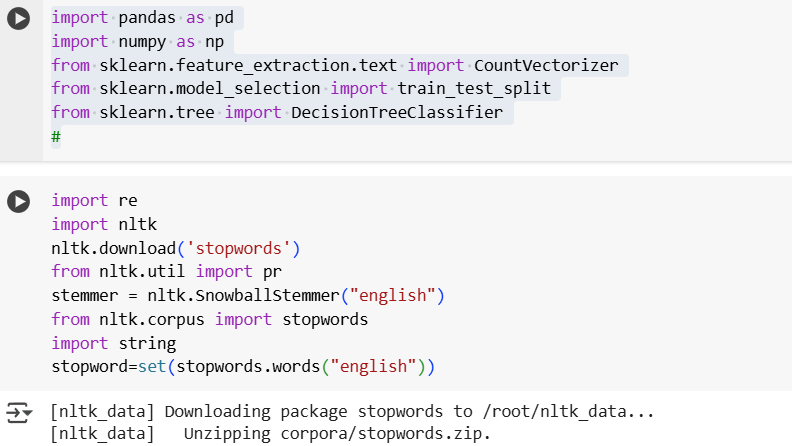 import pandas as pd
import numpy as np
from sklearn.feature_extraction.text import CountVectorizer
from sklearn.model_selection import train_test_split
from sklearn.tree import DecisionTreeClassifier
#
import re
import nltk
nltk.download('stopwords')
from nltk.util import pr
stemmer = nltk.SnowballStemmer("english")
from nltk.corpus import stopwords
import string
stopword=set(stopwords.words("english"))
[nltk_data] Downloading package stopwords to /root/nltk_data...
[nltk_data]   Unzipping corpora/stopwords.zip.